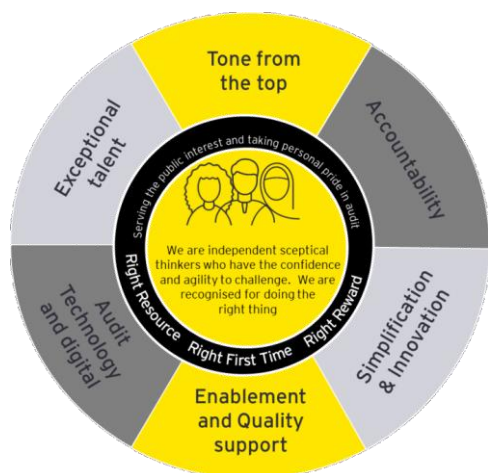 Tone from
the top
Accountability
Simplification
& Innovation
Enablement
and Quality
support
Audit
Technology
and digital
Exceptional
talent
Serving the public interest and taking personal pride in audit
We are independent sceptical
thinkers who have the confidence
and agility to challenge.  We are
recognised for doing the
right thing
Right Resource
Right First Time
Right Reward